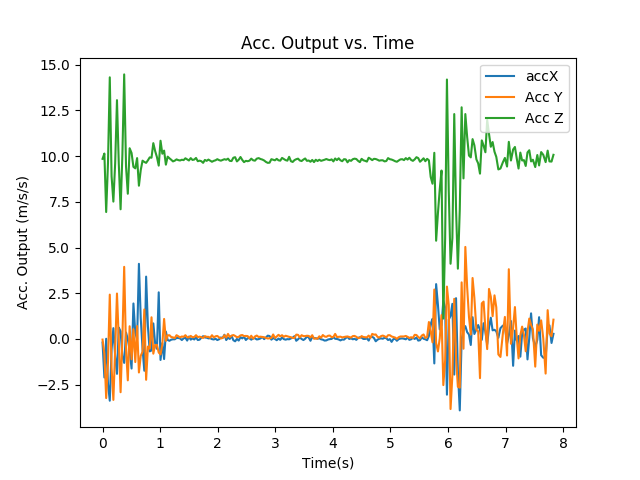 Acc. Output vs. Time
accX
Acc Y
Acc Z
Acc. Output (m/s/s)
15.0
12.5
10.0
7.5
5.0
2.5
0.0
−2.5
0 1 2 3 4 5 6 7 8
Time(s)